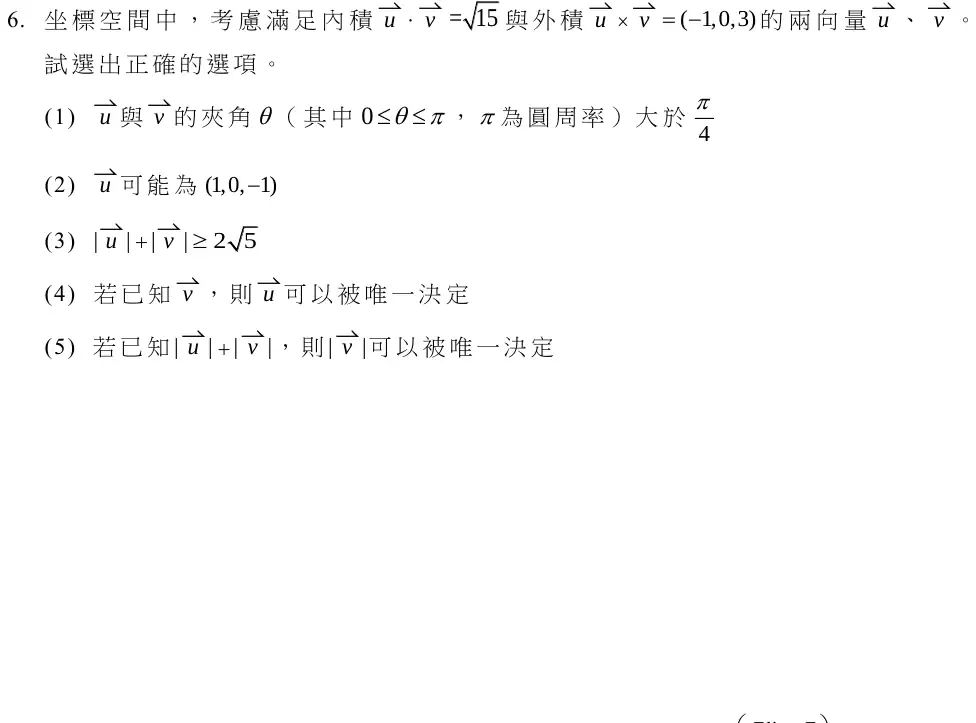 6. 坐標空間中，考慮滿足內積 u⃑ · v⃑ =√15 與外積 u⃑ × v⃑ = (−1,0,3) 的兩向量 u⃑ 、 v⃑ 。
試選出正確的選項。
(1) u⃑ 與 v⃑ 的夾角 θ（其中 0 ≤ θ ≤ π ， π 為圓周率）大於 π/4
(2) u⃑ 可能為 (1,0,−1)
(3) | u⃑ | + | v⃑ | ≥ 2√5
(4) 若已知 v⃑ ，則 u⃑ 可以被唯一決定
(5) 若已知 | u⃑ | + | v⃑ |，則 | v⃑ | 可以被唯一決定